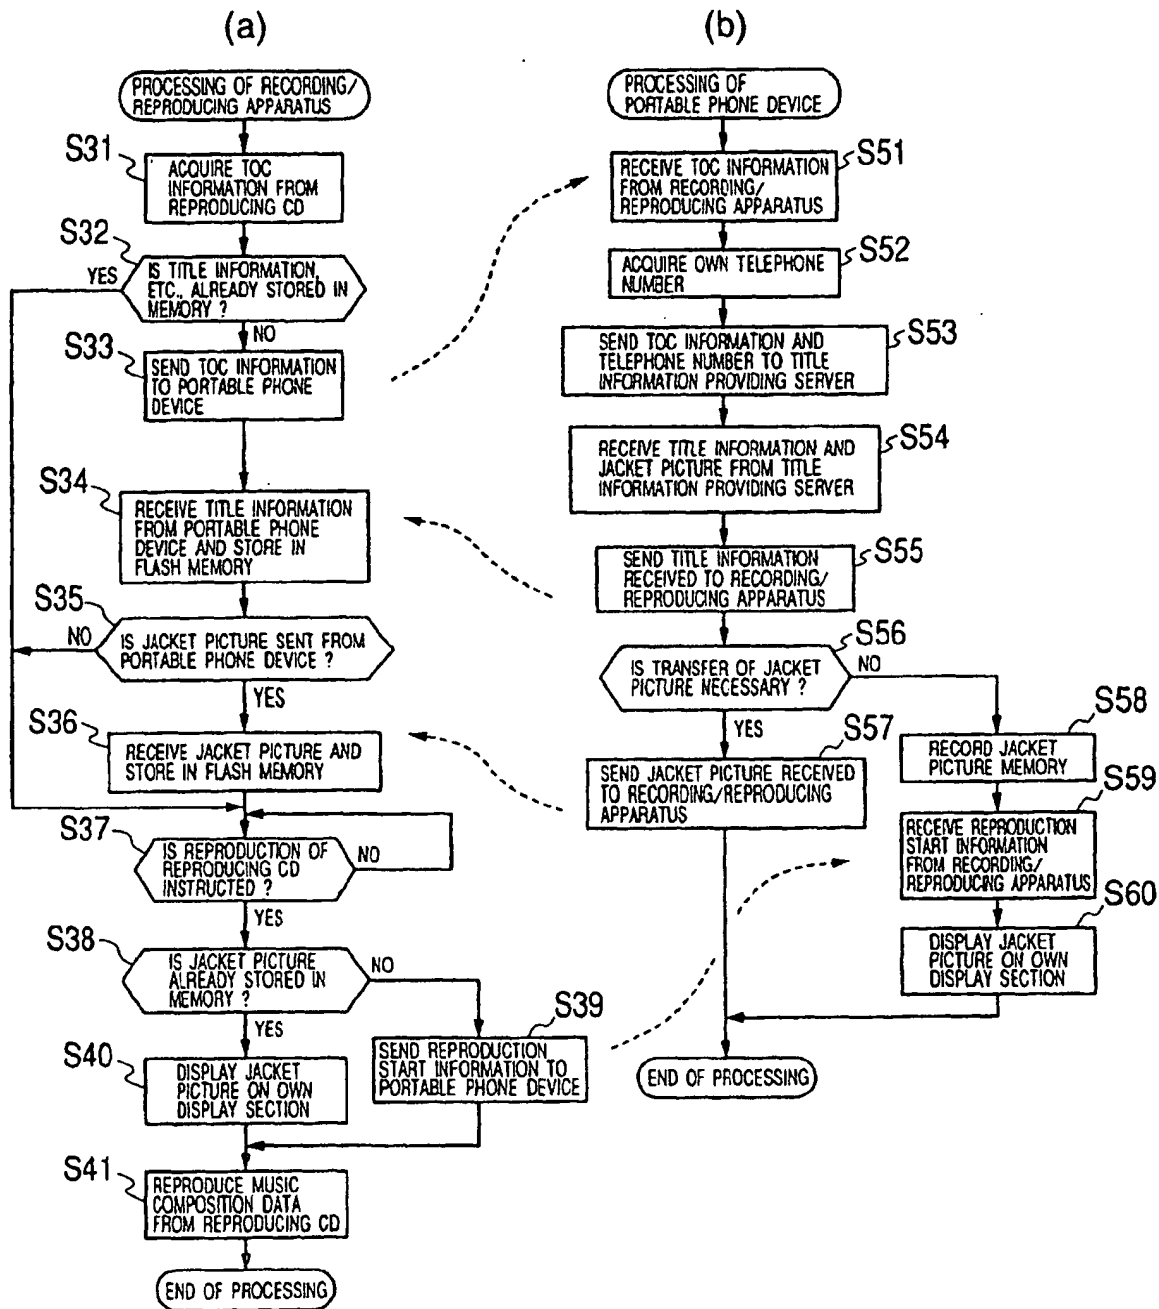 (a)
PROCESSING OF RECORDING/
REPRODUCING APPARATUS
S31
ACQUIRE TOC
INFORMATION FROM
REPRODUCING CD
S32
YES
IS TITLE INFORMATION,
ETC., ALREADY STORED IN
MEMORY ?
NO
S33
SEND TOC INFORMATION
TO PORTABLE PHONE
DEVICE
S34
RECEIVE TITLE INFORMATION
FROM PORTABLE PHONE
DEVICE AND STORE IN
FLASH MEMORY
S35
NO
IS JACKET PICTURE SENT FROM
PORTABLE PHONE DEVICE ?
YES
S36
RECEIVE JACKET PICTURE AND
STORE IN FLASH MEMORY
S37
IS REPRODUCTION OF
REPRODUCING CD
INSTRUCTED ?
NO
YES
S38
IS JACKET PICTURE
ALREADY STORED IN
MEMORY ?
NO
YES
S39
SEND REPRODUCTION
START INFORMATION TO
PORTABLE PHONE DEVICE
S40
DISPLAY JACKET
PICTURE ON OWN
DISPLAY SECTION
S41
REPRODUCE MUSIC
COMPOSITION DATA
FROM REPRODUCING CD
END OF PROCESSING
(b)
PROCESSING OF
PORTABLE PHONE DEVICE
S51
RECEIVE TOC INFORMATION
FROM RECORDING/
REPRODUCING APPARATUS
S52
ACQUIRE OWN TELEPHONE
NUMBER
S53
SEND TOC INFORMATION AND
TELEPHONE NUMBER TO TITLE
INFORMATION PROVIDING SERVER
S54
RECEIVE TITLE INFORMATION AND
JACKET PICTURE FROM TITLE
INFORMATION PROVIDING SERVER
S55
SEND TITLE INFORMATION
RECEIVED TO RECORDING/
REPRODUCING APPARATUS
S56
IS TRANSFER OF JACKET
PICTURE NECESSARY ?
NO
YES
S57
SEND JACKET PICTURE RECEIVED
TO RECORDING/REPRODUCING
APPARATUS
S58
RECORD JACKET
PICTURE MEMORY
S59
RECEIVE REPRODUCTION
START INFORMATION
FROM RECORDING/
REPRODUCING APPARATUS
S60
DISPLAY JACKET
PICTURE ON OWN
DISPLAY SECTION
END OF PROCESSING